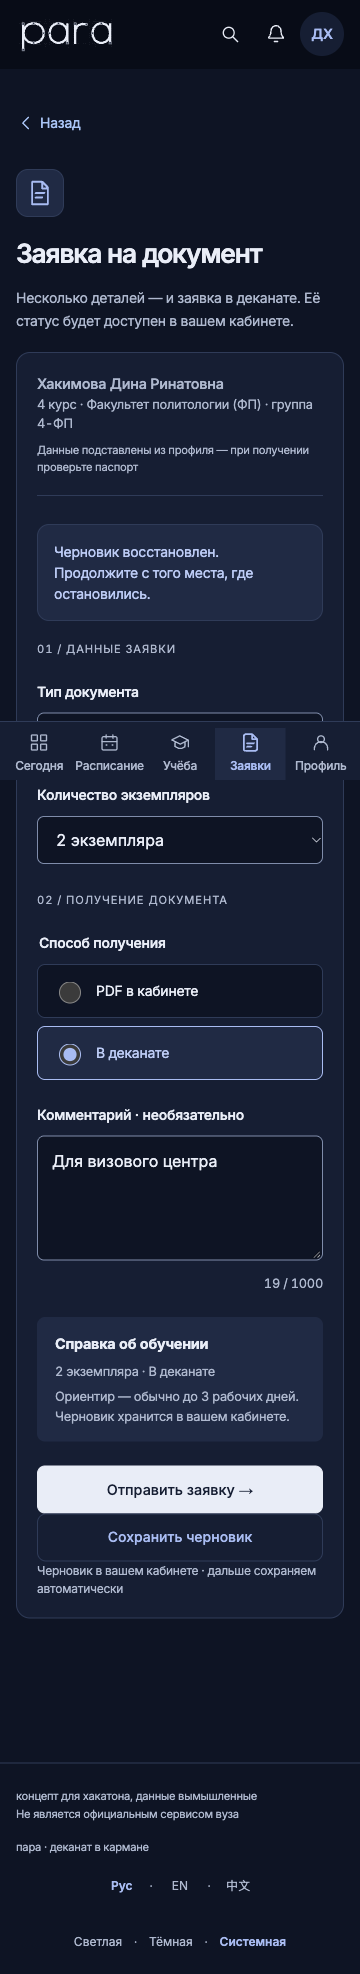 para
ДХ
Назад
Заявка на документ
Несколько деталей — и заявка в деканате. Её
статус будет доступен в вашем кабинете.
Хакимова Дина Ринатовна
4 курс · Факультет политологии (ФП) · группа
4-ФП
Данные подставлены из профиля — при получении
проверьте паспорт
Черновик восстановлен.
Продолжите с того места, где
остановились.
01 / ДАННЫЕ ЗАЯВКИ
Тип документа
Сегодня Расписание Учёба Заявки Профиль
Количество экземпляров
2 экземпляра
02 / ПОЛУЧЕНИЕ ДОКУМЕНТА
Способ получения
PDF в кабинете
В деканате
Комментарий · необязательно
Для визового центра
19 / 1000
Справка об обучении
2 экземпляра · В деканате
Ориентир — обычно до 3 рабочих дней.
Черновик хранится в вашем кабинете.
Отправить заявку →
Сохранить черновик
Черновик в вашем кабинете · дальше сохраняем
автоматически
концепт для хакатона, данные вымышленные
Не является официальным сервисом вуза
пара · деканат в кармане
Рус · EN · 中文
Светлая · Тёмная · Системная